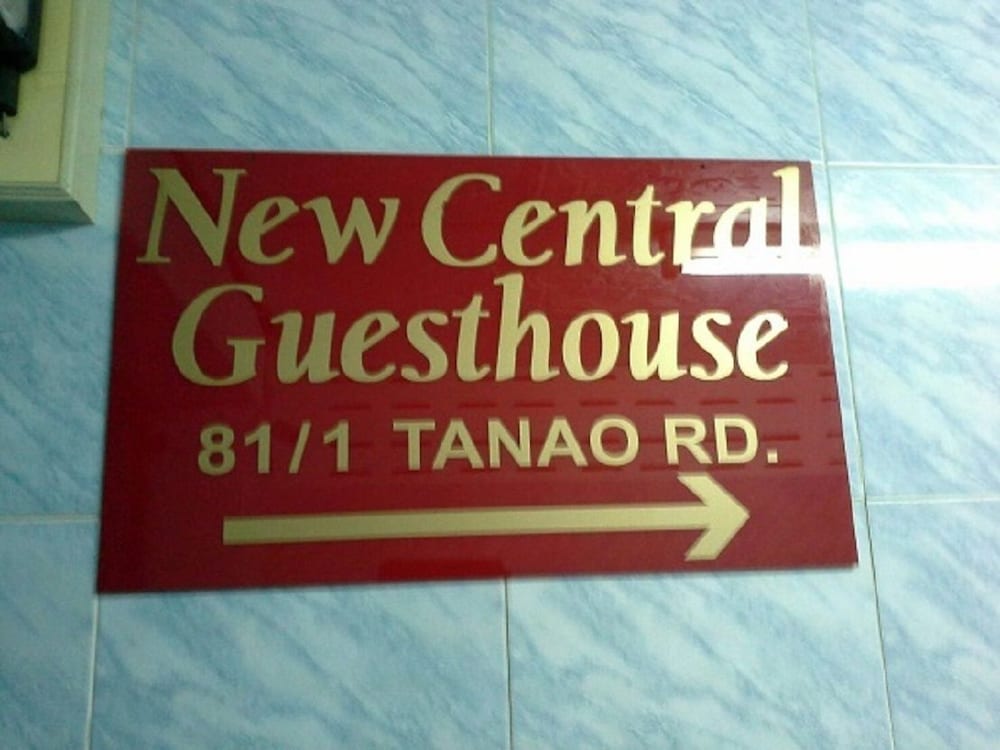 New Central
Guesthouse
81/1 TANAO RD.